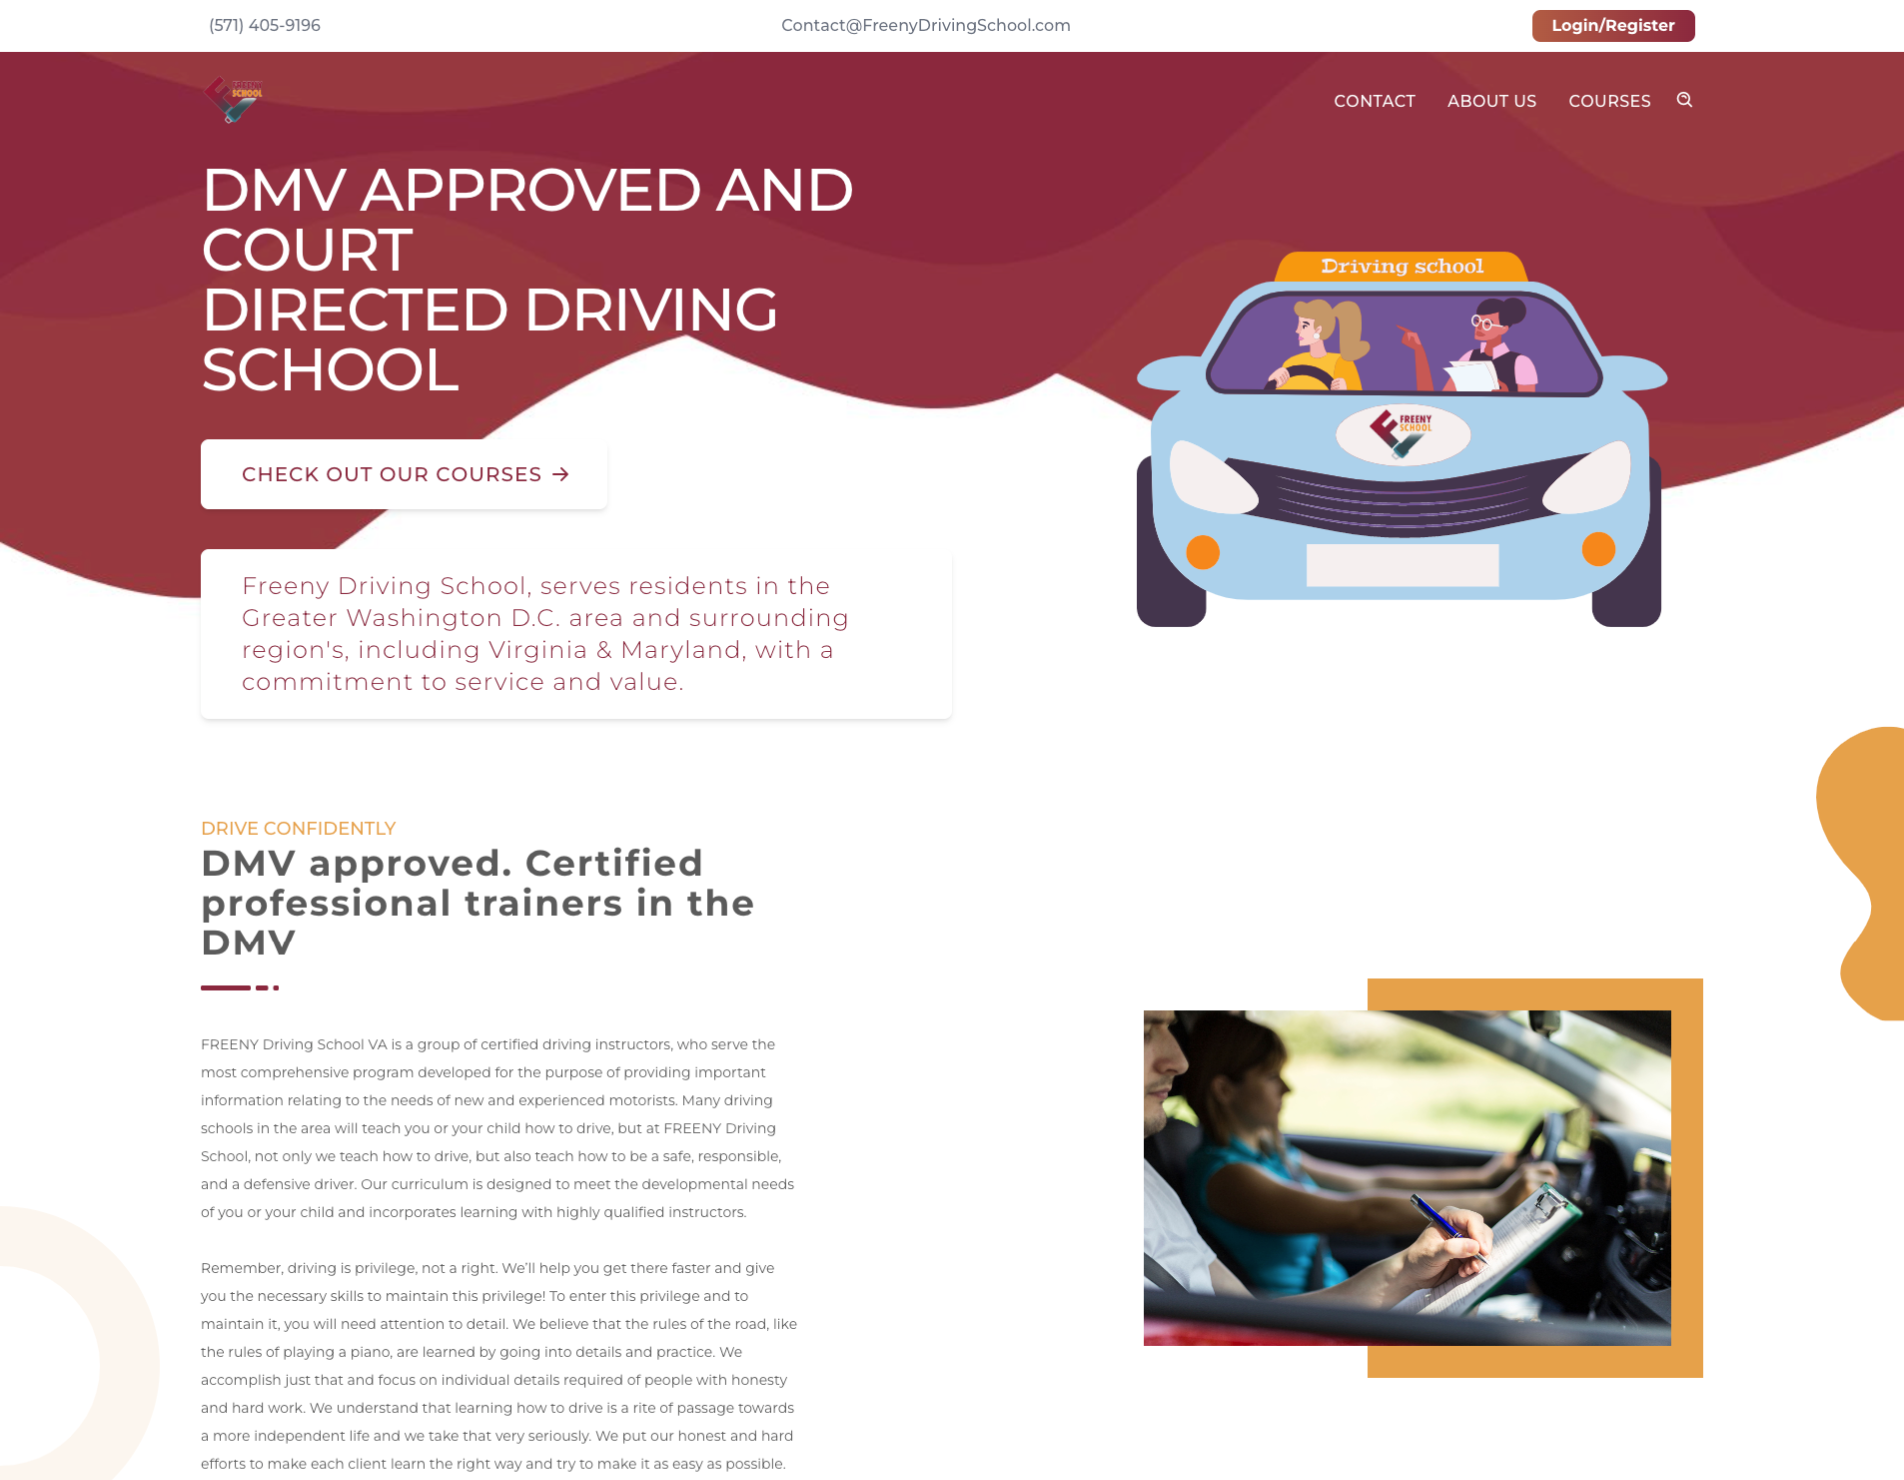 (571) 405-9196
Contact@FreenyDrivingSchool.com
Login/Register
FREENY
SCHOOL
CONTACT
ABOUT US
COURSES
DMV APPROVED AND
COURT
DIRECTED DRIVING
SCHOOL
Driving school
FREENY
SCHOOL
CHECK OUT OUR COURSES →
Freeny Driving School, serves residents in the
Greater Washington D.C. area and surrounding
region's, including Virginia & Maryland, with a
commitment to service and value.
DRIVE CONFIDENTLY
DMV approved. Certified
professional trainers in the
DMV
FREENY Driving School VA is a group of certified driving instructors, who serve the
most comprehensive program developed for the purpose of providing important
information relating to the needs of new and experienced motorists. Many driving
schools in the area will teach you or your child how to drive, but at FREENY Driving
School, not only we teach how to drive, but also teach how to be a safe, responsible,
and a defensive driver. Our curriculum is designed to meet the developmental needs
of you or your child and incorporates learning with highly qualified instructors.
Remember, driving is privilege, not a right. We'll help you get there faster and give
you the necessary skills to maintain this privilege! To enter this privilege and to
maintain it, you will need attention to detail. We believe that the rules of the road, like
the rules of playing a piano, are learned by going into details and practice. We
accomplish just that and focus on individual details required of people with honesty
and hard work. We understand that learning how to drive is a rite of passage towards
a more independent life and we take that very seriously. We put our honest and hard
efforts to make each client learn the right way and try to make it as easy as possible.